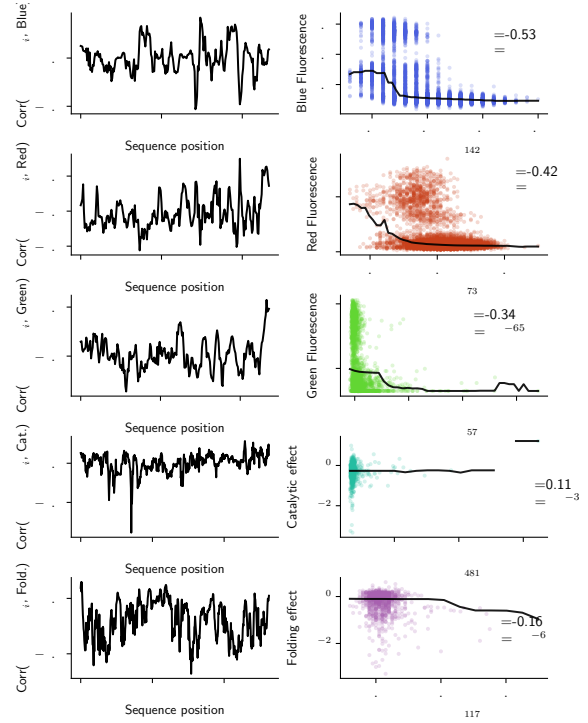 Corr( i, Blue)
Blue Fluorescence
=-0.53
=
Sequence position
142
Corr( i, Red)
Red Fluorescence
=-0.42
=
Sequence position
73
Corr( i, Green)
Green Fluorescence
=-0.34
= -65
Sequence position
57
Corr( i, Cat.)
Catalytic effect
0
−2
=0.11
= -3
Sequence position
481
Corr( i, Fold.)
Folding effect
0
−2
=-0.16
= -6
Sequence position
117